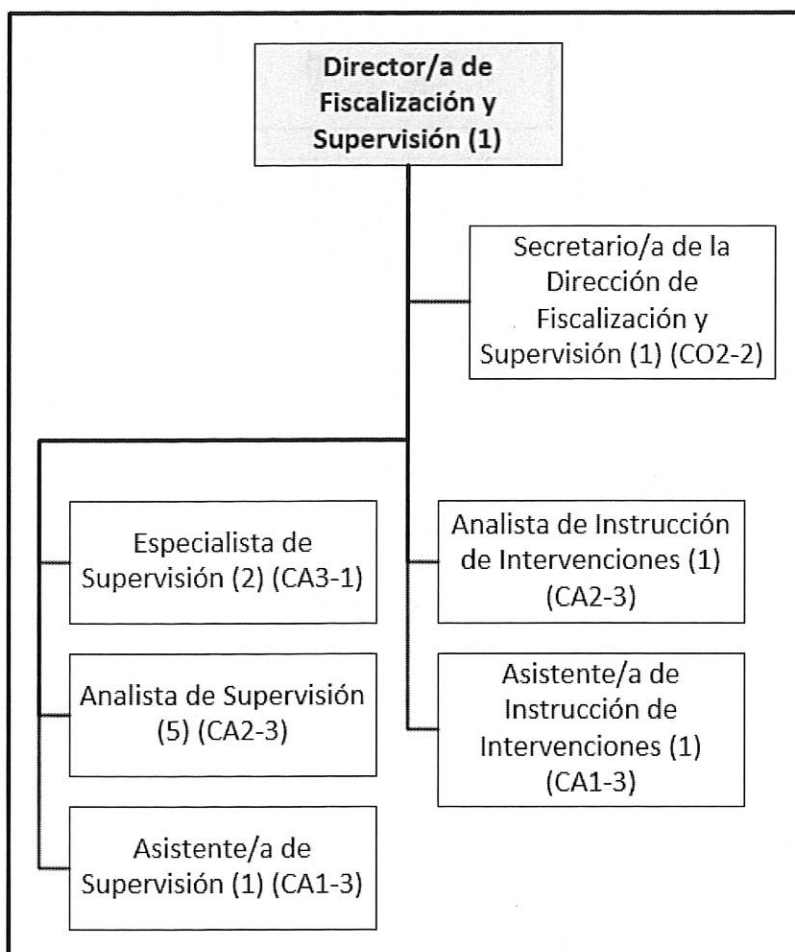 Director/a de
Fiscalización y
Supervisión (1)
Secretario/a de la
Dirección de
Fiscalización y
Supervisión (1) (CO2-2)
Especialista de
Supervisión (2) (CA3-1)
Analista de Supervisión
(5) (CA2-3)
Asistente/a de
Supervisión (1) (CA1-3)
Analista de Instrucción
de Intervenciones (1)
(CA2-3)
Asistente/a de
Instrucción de
Intervenciones (1)
(CA1-3)